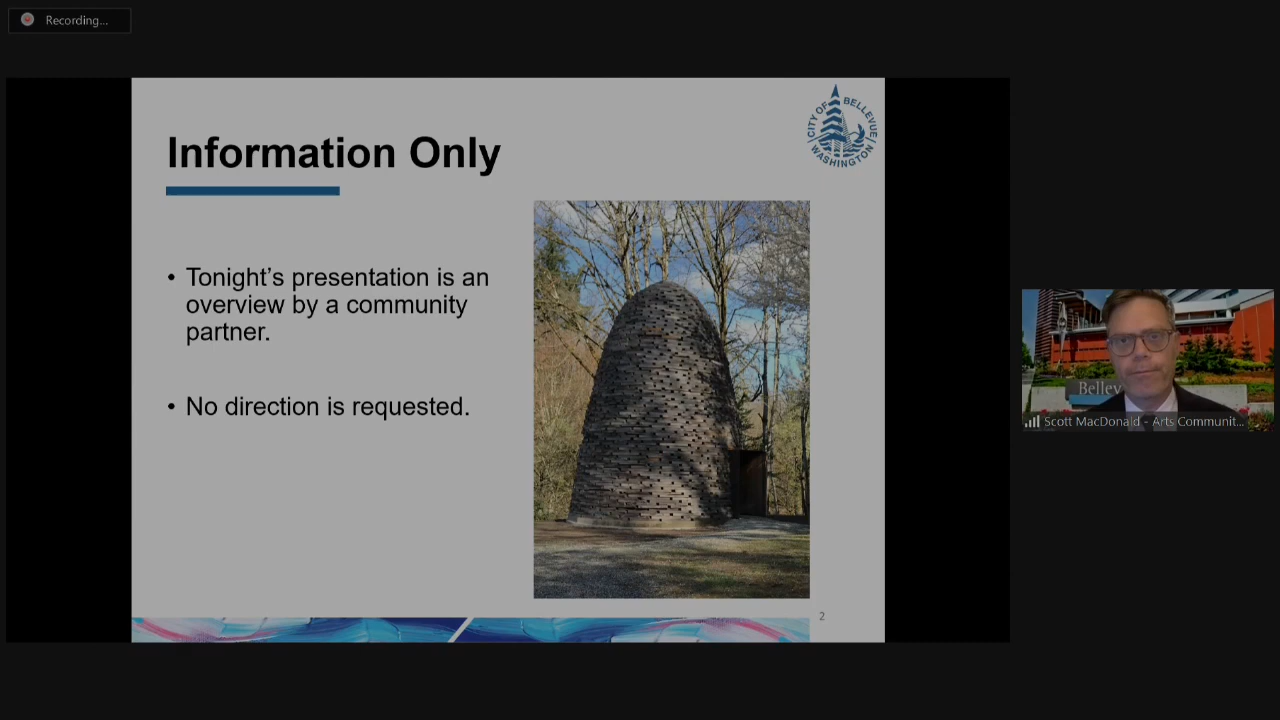 Recording...
CITY OF BELLEVUE
WASHINGTON
Information Only
• Tonight's presentation is an
overview by a community
partner.
• No direction is requested.
Bellev
Scott MacDonald - Arts Communit...
2